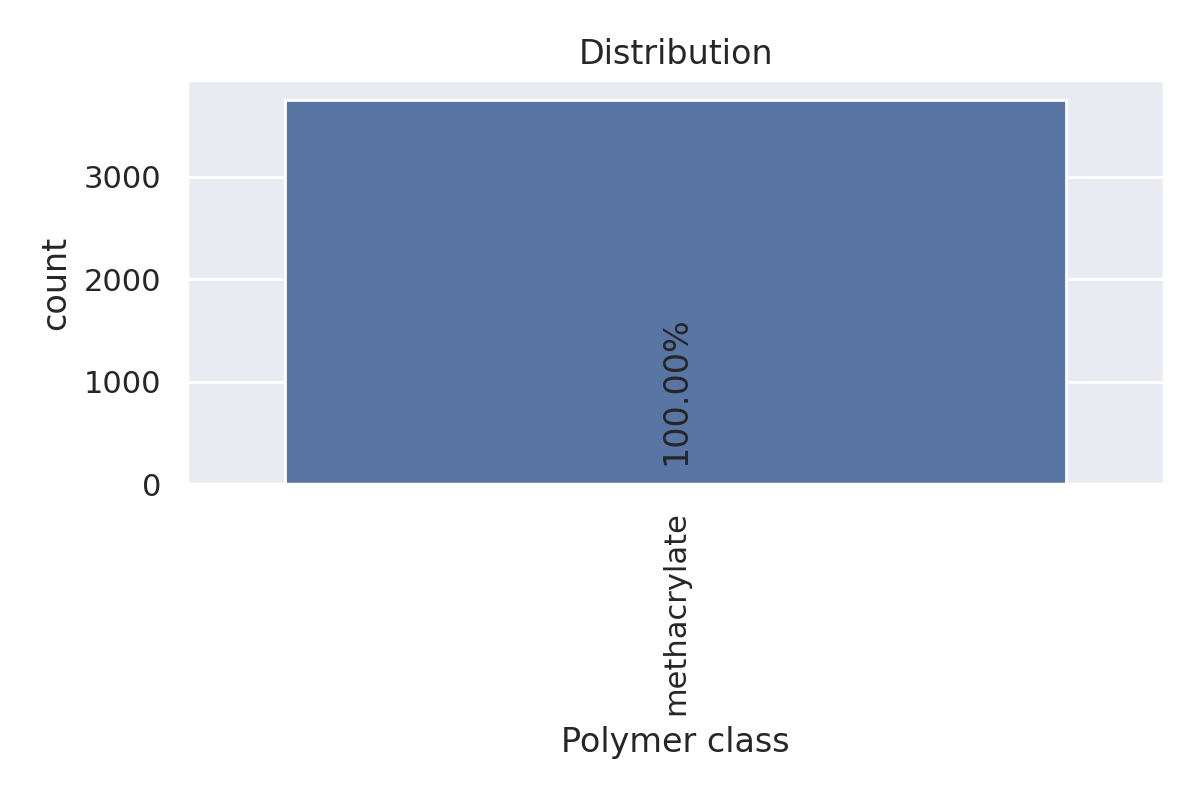 Distribution
count
3000
2000
1000
0
100.00%
methacrylate
Polymer class